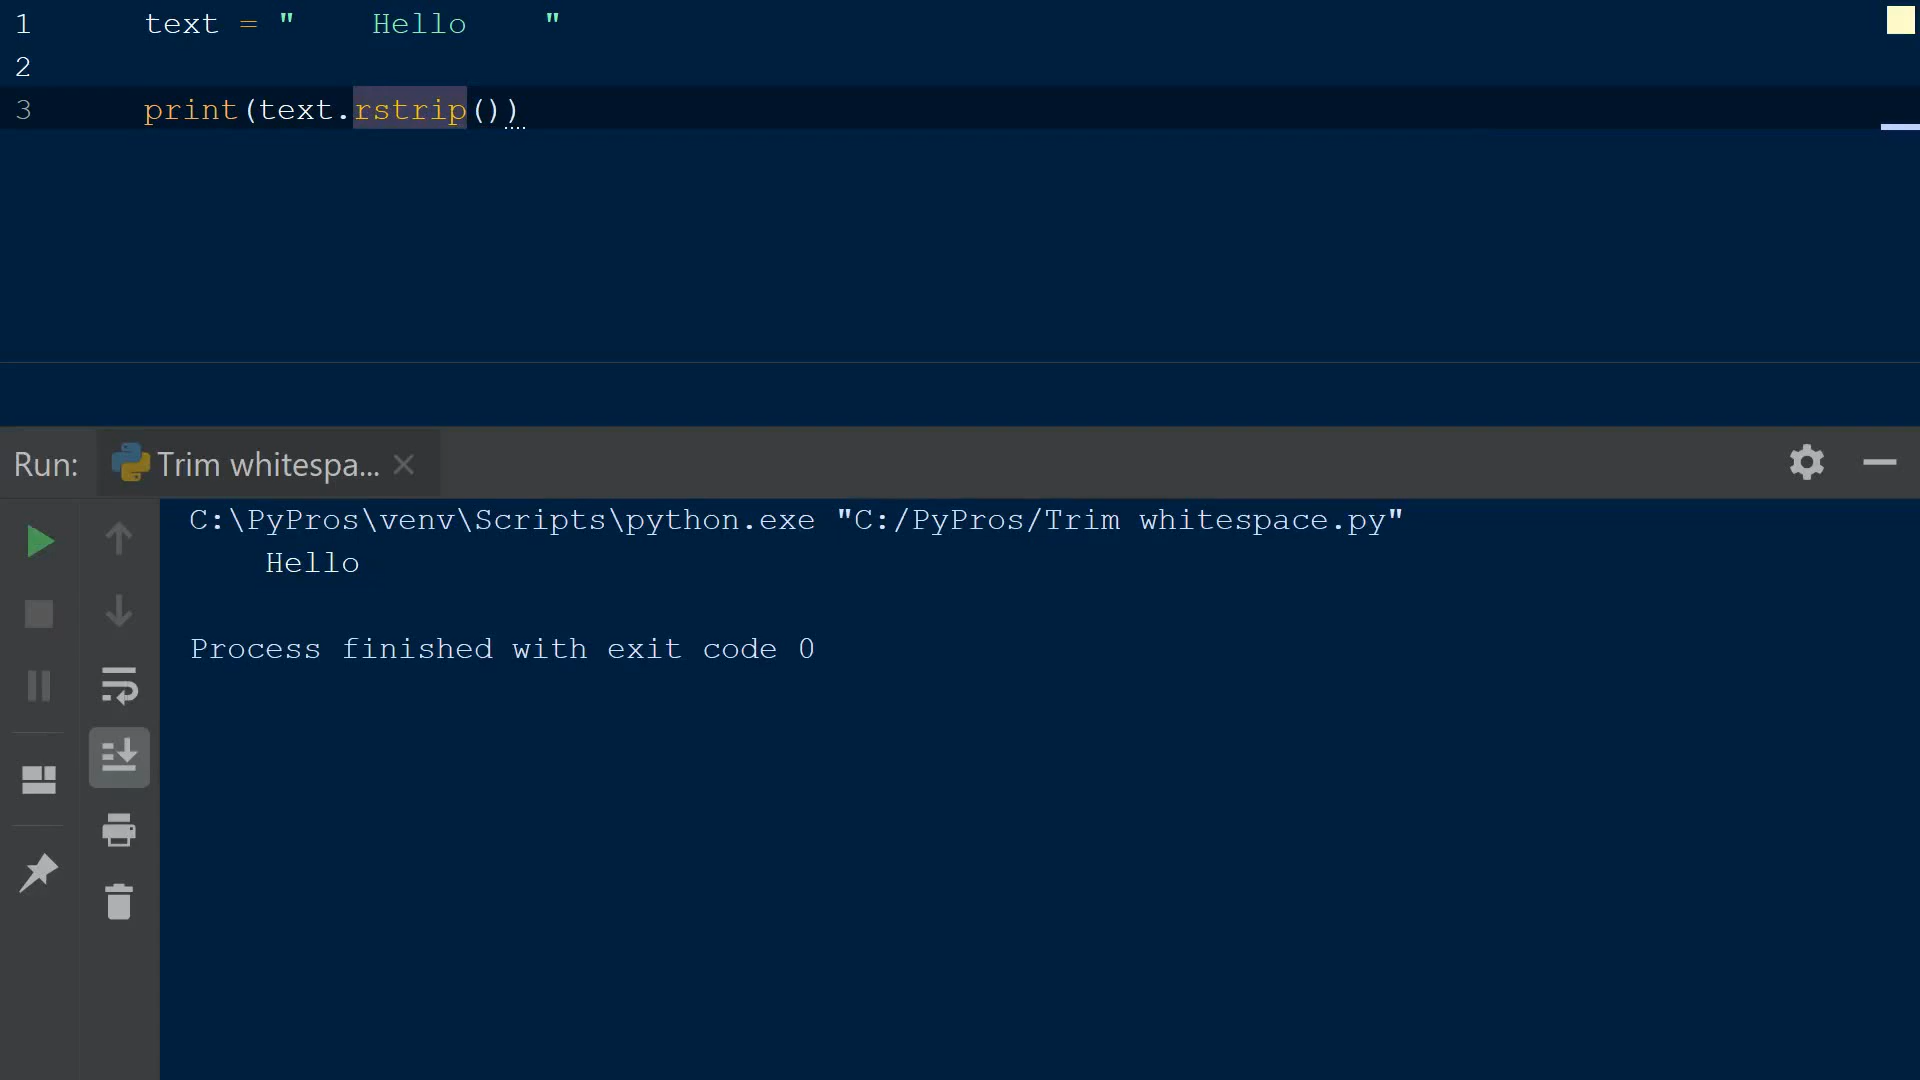 1 text = "    Hello    "
2
3 print(text.rstrip())
Run: Trim whitespa...
C:\PyPros\venv\Scripts\python.exe "C:/PyPros/Trim whitespace.py"
    Hello
Process finished with exit code 0